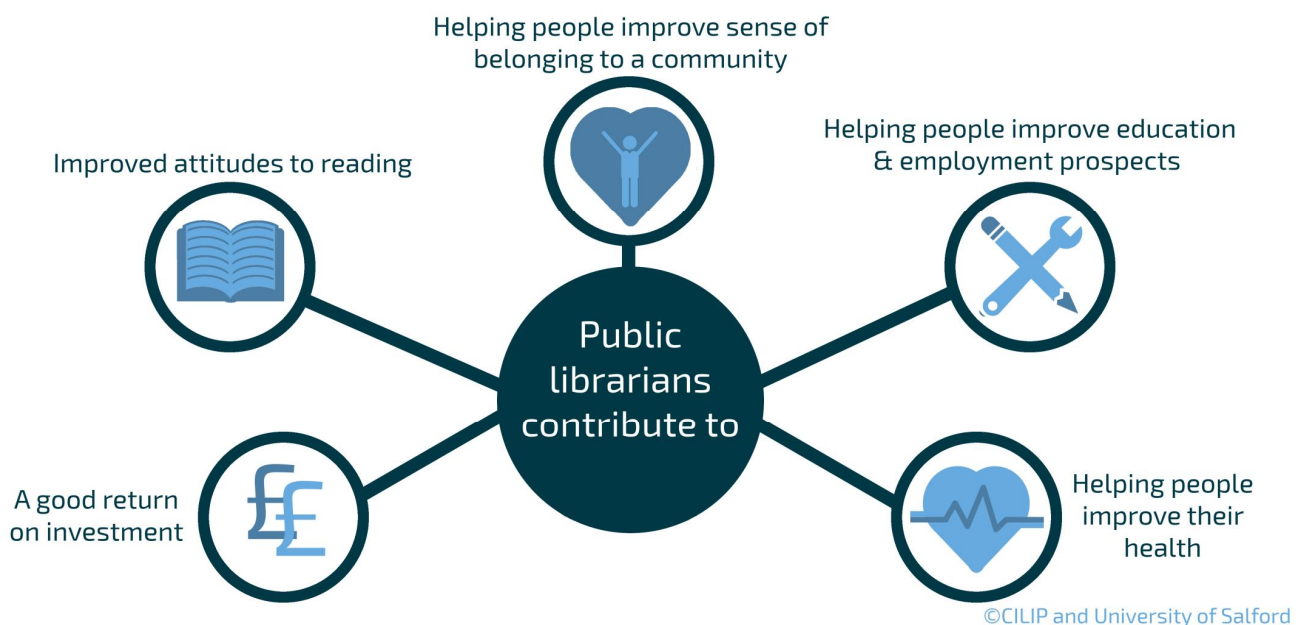 Helping people improve sense of
belonging to a community
Improved attitudes to reading
Helping people improve education
& employment prospects
Public
librarians
contribute to
A good return
on investment
££
Helping people
improve their
health
©CILIP and University of Salford